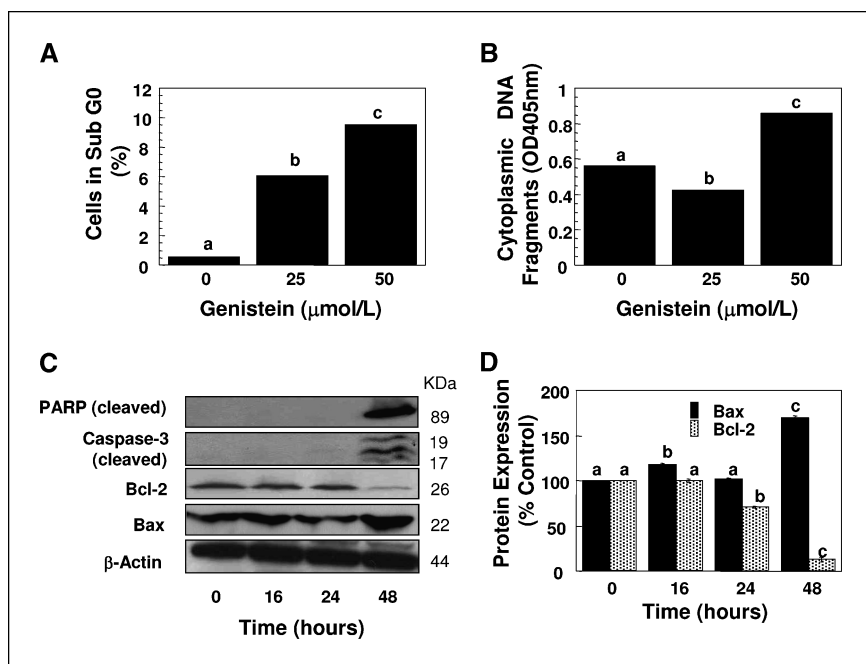 A
Cells in Sub G0
(%)
12
10
8
6
4
2
0
a
b
c
0 25 50
Genistein (μmol/L)
B
Cytoplasmic DNA
Fragments (OD405nm)
1
0.8
0.6
0.4
0.2
0
a
b
c
0 25 50
Genistein (μmol/L)
C
KDa
PARP (cleaved) 89
Caspase-3
(cleaved)
19
17
Bcl-2 26
Bax 22
β-Actin 44
0 16 24 48
Time (hours)
D
Protein Expression
(% Control)
200
150
100
50
0
Bax
Bcl-2
a a b a a b c c
0 16 24 48
Time (hours)